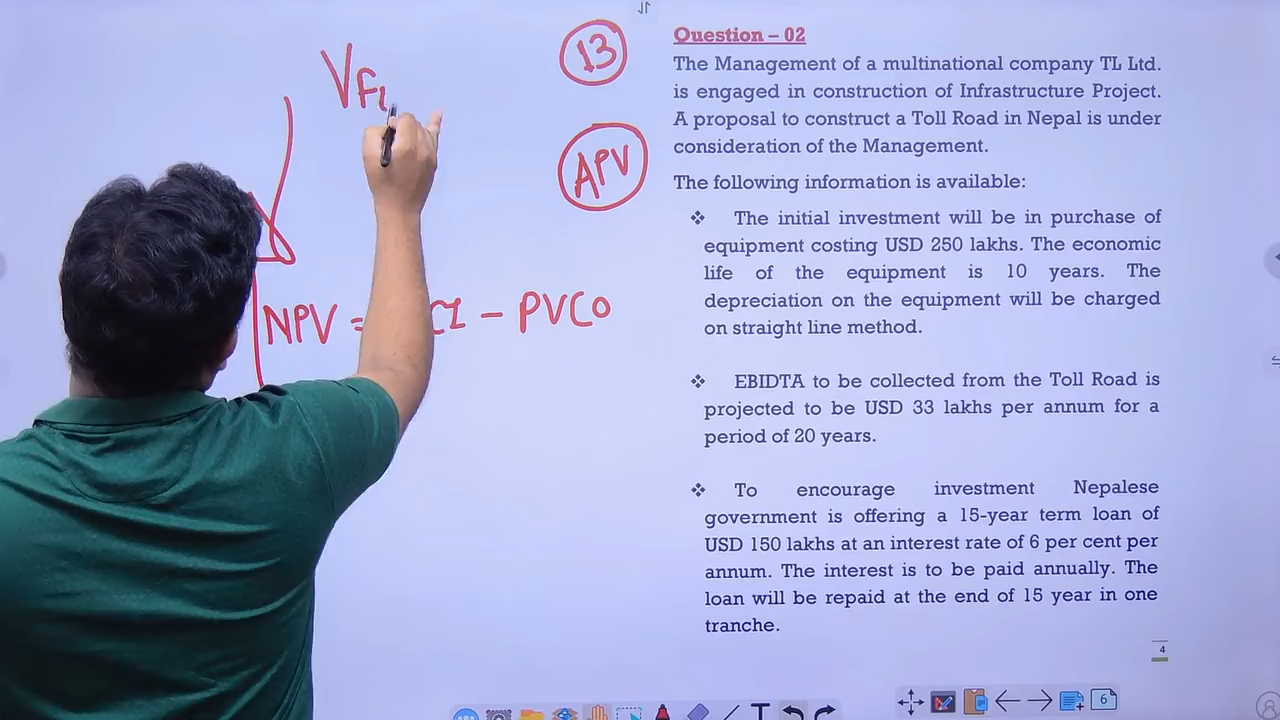 VFi
13
APV
NPV = CI - PVCO
Question – 02
The Management of a multinational company TL Ltd.
is engaged in construction of Infrastructure Project.
A proposal to construct a Toll Road in Nepal is under
consideration of the Management.
The following information is available:
❖ The initial investment will be in purchase of
equipment costing USD 250 lakhs. The economic
life of the equipment is 10 years. The
depreciation on the equipment will be charged
on straight line method.
❖ EBIDTA to be collected from the Toll Road is
projected to be USD 33 lakhs per annum for a
period of 20 years.
❖ To encourage investment Nepalese
government is offering a 15-year term loan of
USD 150 lakhs at an interest rate of 6 per cent per
annum. The interest is to be paid annually. The
loan will be repaid at the end of 15 year in one
tranche.
4
T
6